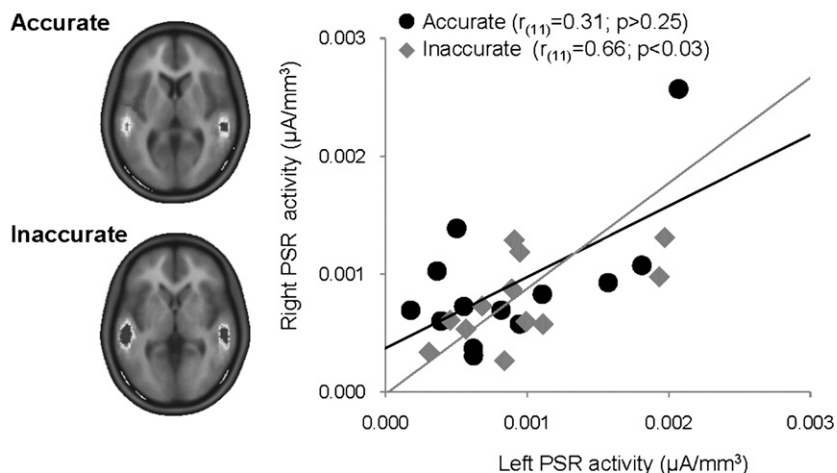 Accurate
Inaccurate
Accurate (r(11)=0.31; p>0.25)
Inaccurate (r(11)=0.66; p<0.03)
Right PSR activity (µA/mm³)
0.003
0.002
0.001
0.000
0.000 0.001 0.002 0.003
Left PSR activity (µA/mm³)